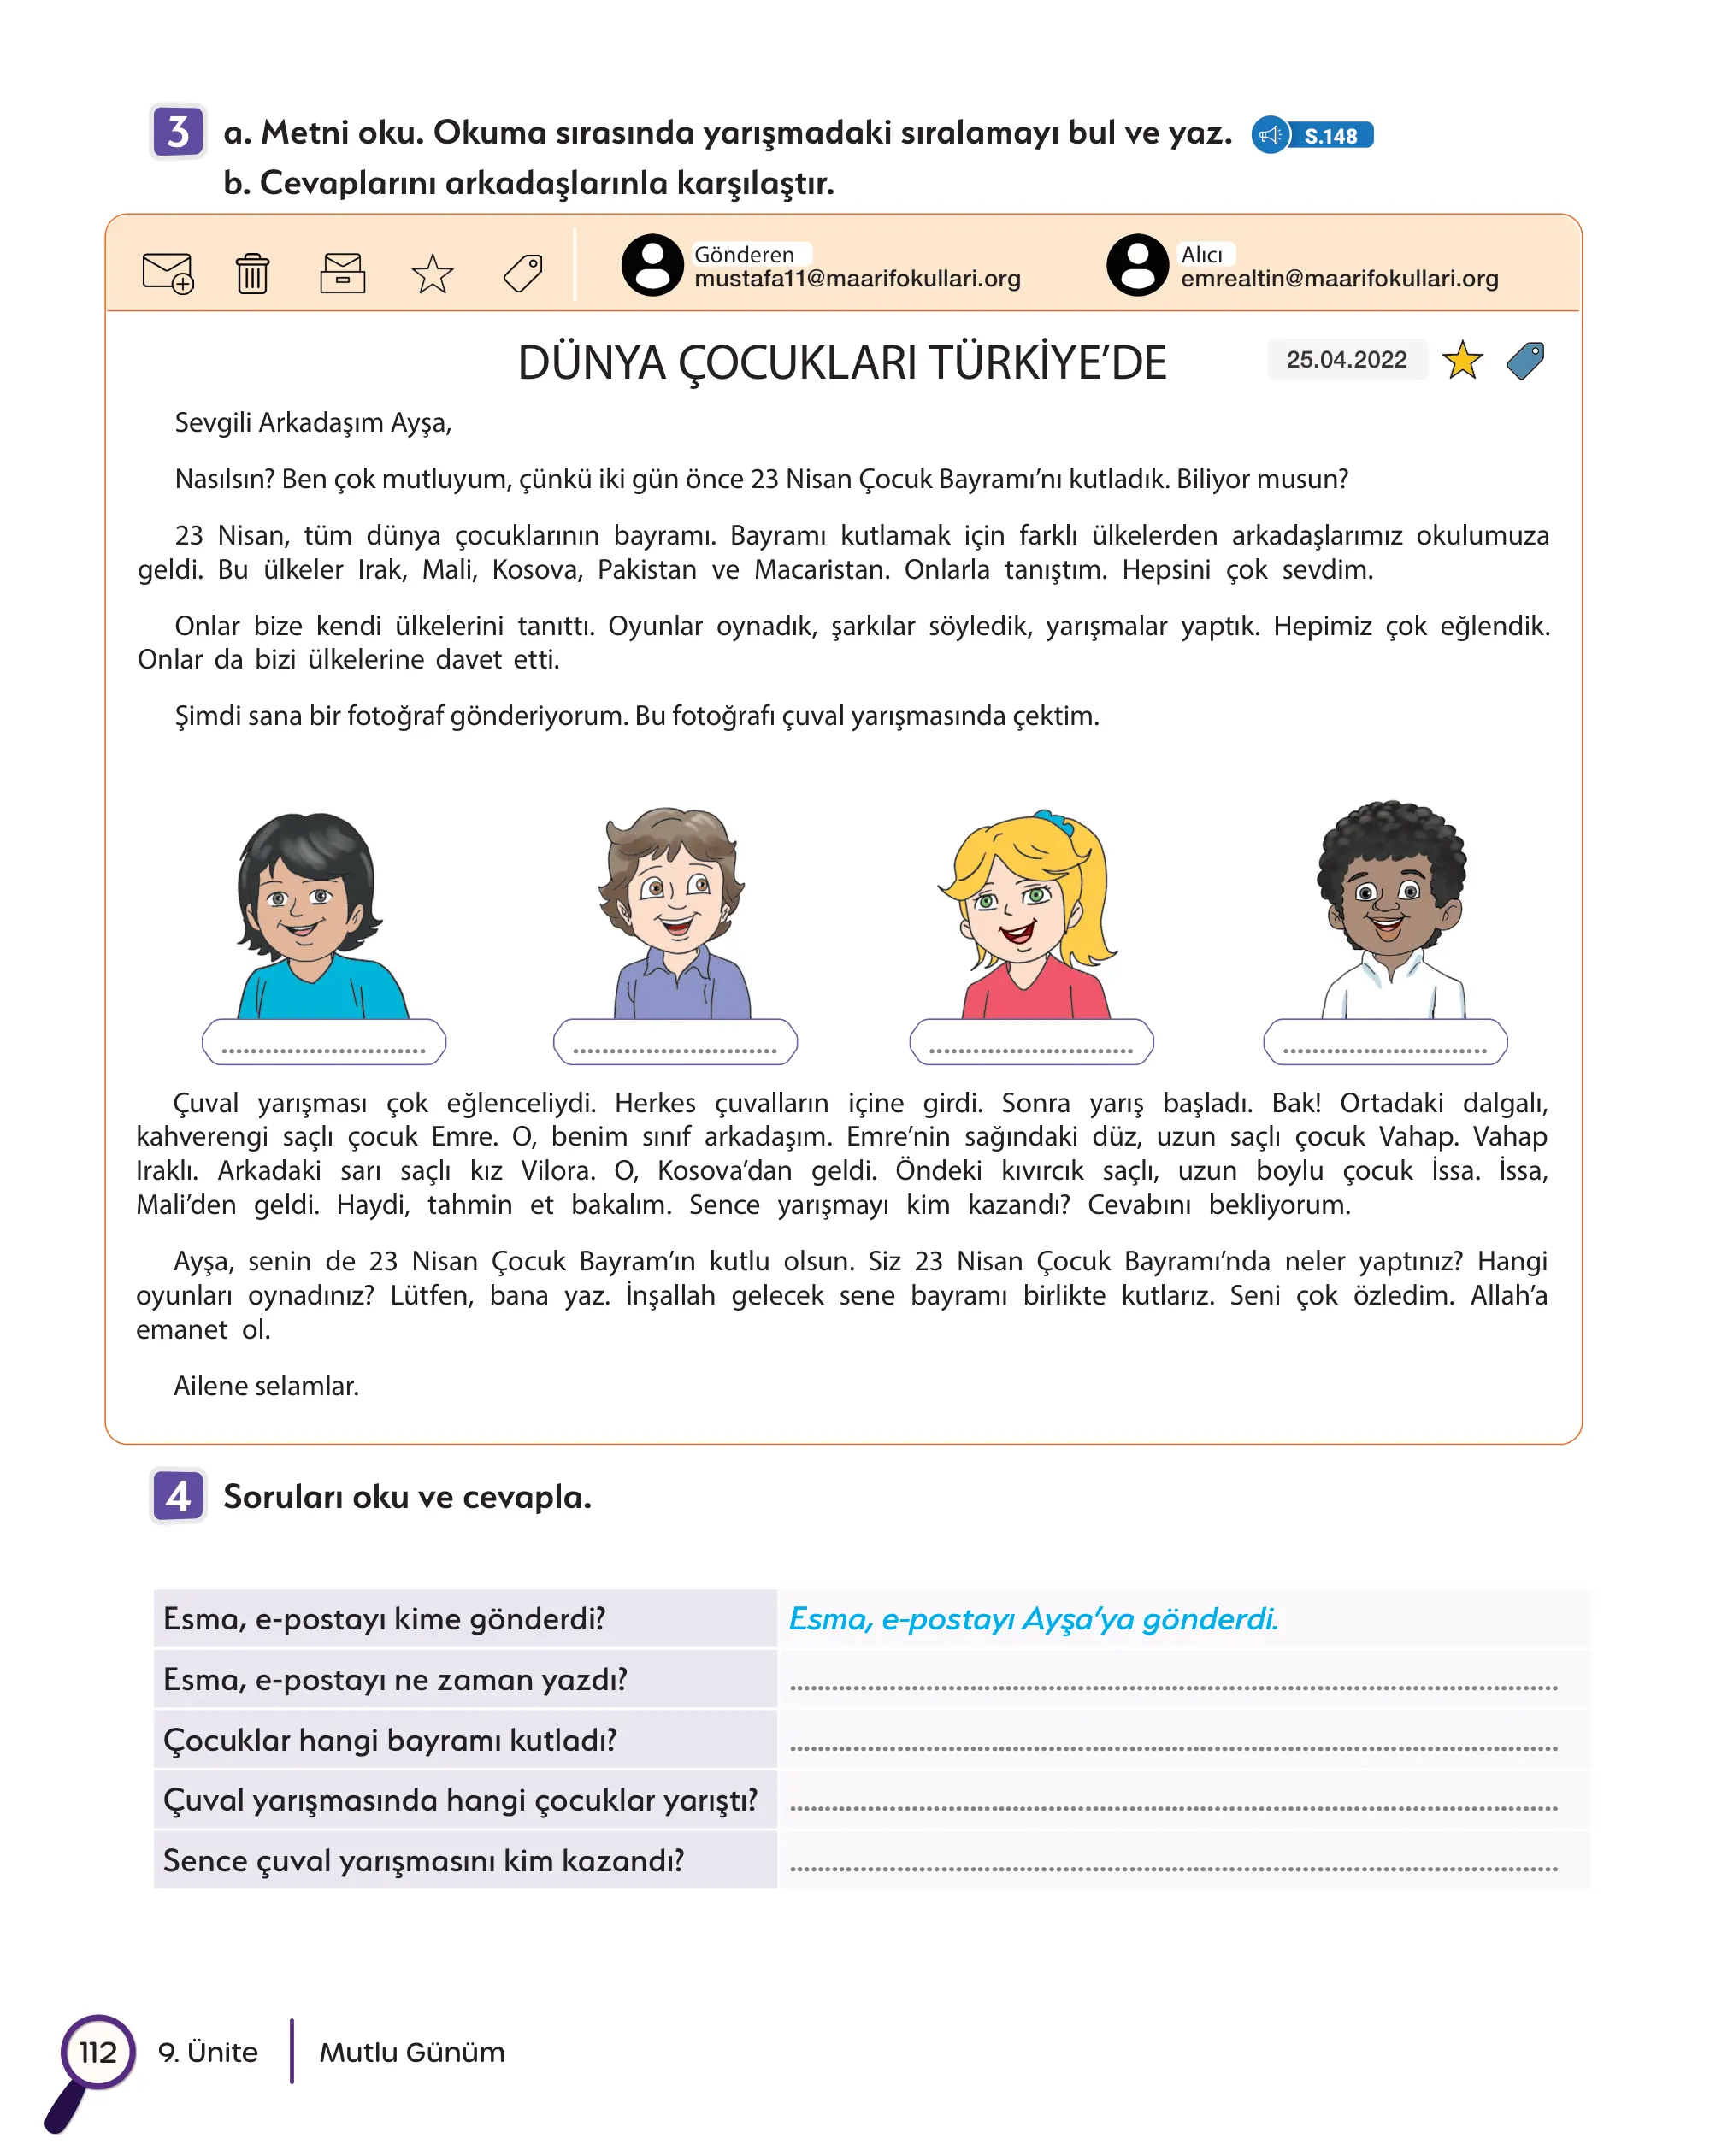 3 a. Metni oku. Okuma sırasında yarışmadaki sıralamayı bul ve yaz. S.148
b. Cevaplarını arkadaşlarınla karşılaştır.
Gönderen
mustafa11@maarifokullari.org
Alıcı
emrealtin@maarifokullari.org
DÜNYA ÇOCUKLARI TÜRKİYE’DE
25.04.2022
Sevgili Arkadaşım Ayşa,
Nasılsın? Ben çok mutluyum, çünkü iki gün önce 23 Nisan Çocuk Bayramı’nı kutladık. Biliyor musun?
23 Nisan, tüm dünya çocuklarının bayramı. Bayramı kutlamak için farklı ülkelerden arkadaşlarımız okulumuza
geldi. Bu ülkeler Irak, Mali, Kosova, Pakistan ve Macaristan. Onlarla tanıştım. Hepsini çok sevdim.
Onlar bize kendi ülkelerini tanıttı. Oyunlar oynadık, şarkılar söyledik, yarışmalar yaptık. Hepimiz çok eğlendik.
Onlar da bizi ülkelerine davet etti.
Şimdi sana bir fotoğraf gönderiyorum. Bu fotoğrafı çuval yarışmasında çektim.
............................ ............................ ............................ ............................
Çuval yarışması çok eğlenceliydi. Herkes çuvalların içine girdi. Sonra yarış başladı. Bak! Ortadaki dalgalı,
kahverengi saçlı çocuk Emre. O, benim sınıf arkadaşım. Emre’nin sağındaki düz, uzun saçlı çocuk Vahap. Vahap
Iraklı. Arkadaki sarı saçlı kız Vilora. O, Kosova’dan geldi. Öndeki kıvırcık saçlı, uzun boylu çocuk İssa. İssa,
Mali’den geldi. Haydi, tahmin et bakalım. Sence yarışmayı kim kazandı? Cevabını bekliyorum.
Ayşa, senin de 23 Nisan Çocuk Bayram’ın kutlu olsun. Siz 23 Nisan Çocuk Bayramı’nda neler yaptınız? Hangi
oyunları oynadınız? Lütfen, bana yaz. İnşallah gelecek sene bayramı birlikte kutlarız. Seni çok özledim. Allah’a
emanet ol.
Ailene selamlar.
4 Soruları oku ve cevapla.
Esma, e-postayı kime gönderdi? Esma, e-postayı Ayşa’ya gönderdi.
Esma, e-postayı ne zaman yazdı? ............................
Çocuklar hangi bayramı kutladı? ............................
Çuval yarışmasında hangi çocuklar yarıştı? ............................
Sence çuval yarışmasını kim kazandı? ............................
112 9. Ünite Mutlu Günüm